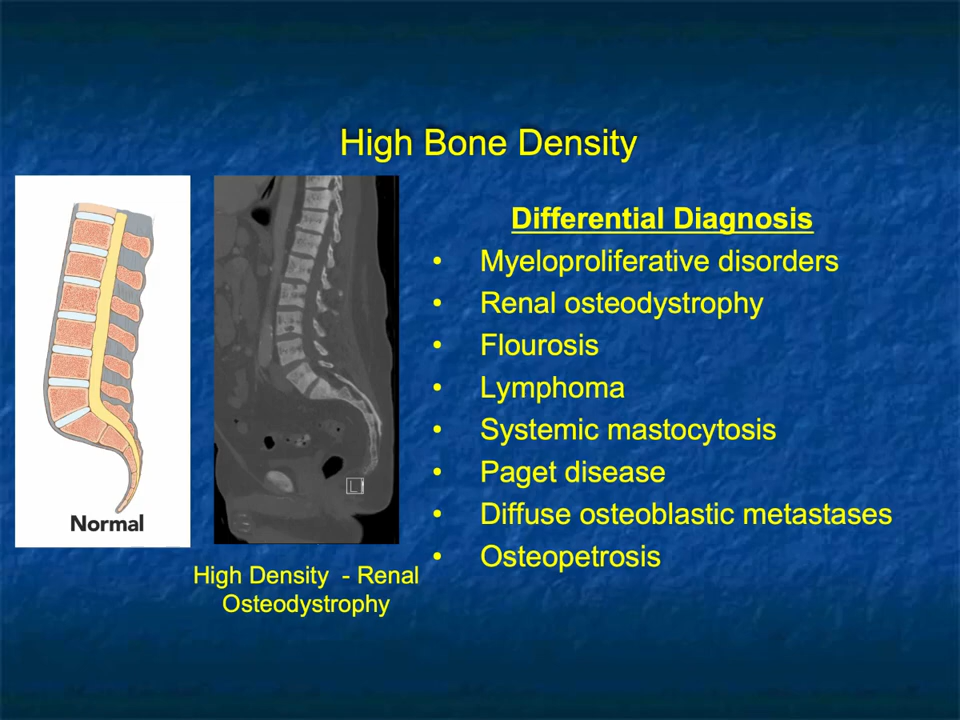 High Bone Density
Differential Diagnosis
• Myeloproliferative disorders
• Renal osteodystrophy
• Flourosis
• Lymphoma
• Systemic mastocytosis
• Paget disease
• Diffuse osteoblastic metastases
• Osteopetrosis
Normal
High Density - Renal
Osteodystrophy